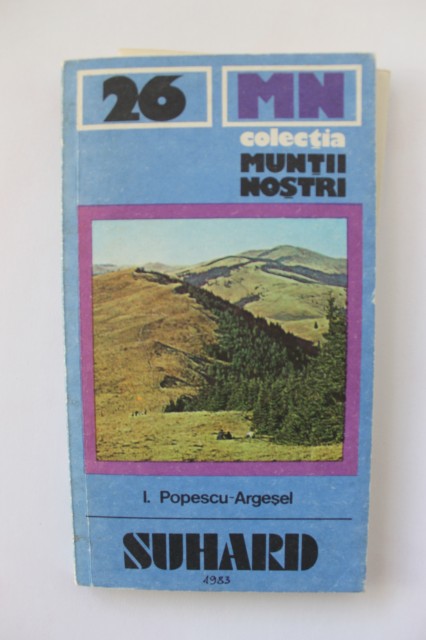 26 MN
colecția
MUNȚII
NOȘTRI
I. Popescu-Argeșel
SUHARD
1983